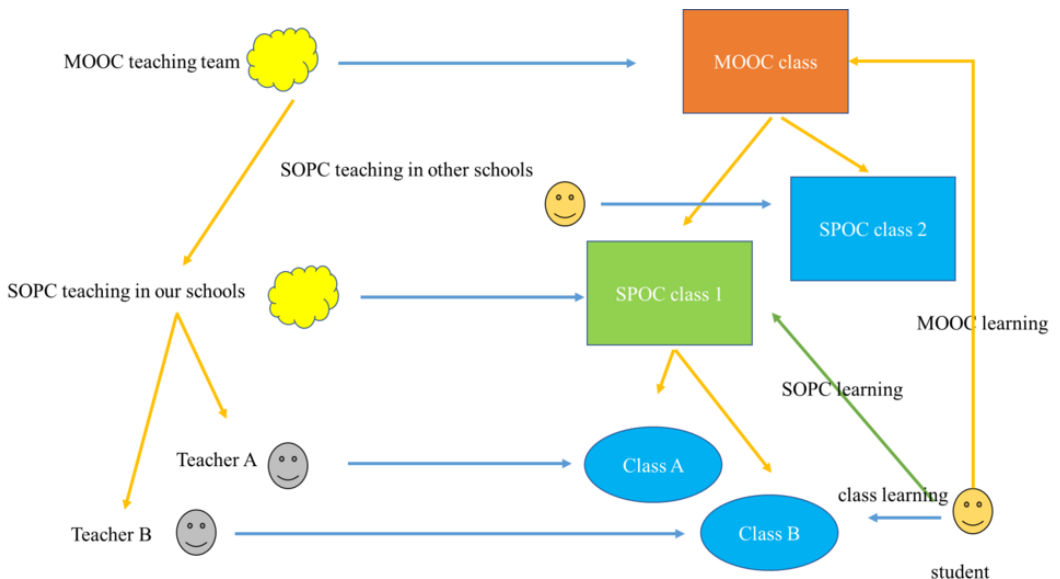 MOOC teaching team
MOOC class
SOPC teaching in other schools
SPOC class 2
SOPC teaching in our schools
SPOC class 1
MOOC learning
SOPC learning
Teacher A
Class A
class learning
Teacher B
Class B
student